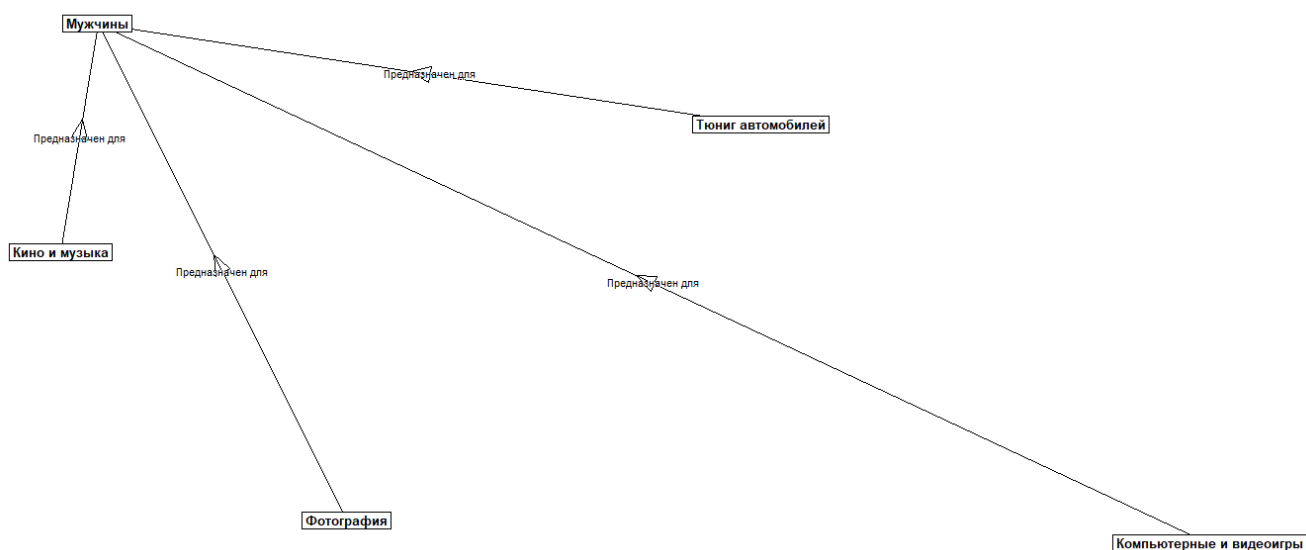 Мужчины
Предназначен для
Тюниг автомобилей
Предназначен для
Кино и музыка
Предназначен для
Предназначен для
Фотография
Компьютерные и видеоигры